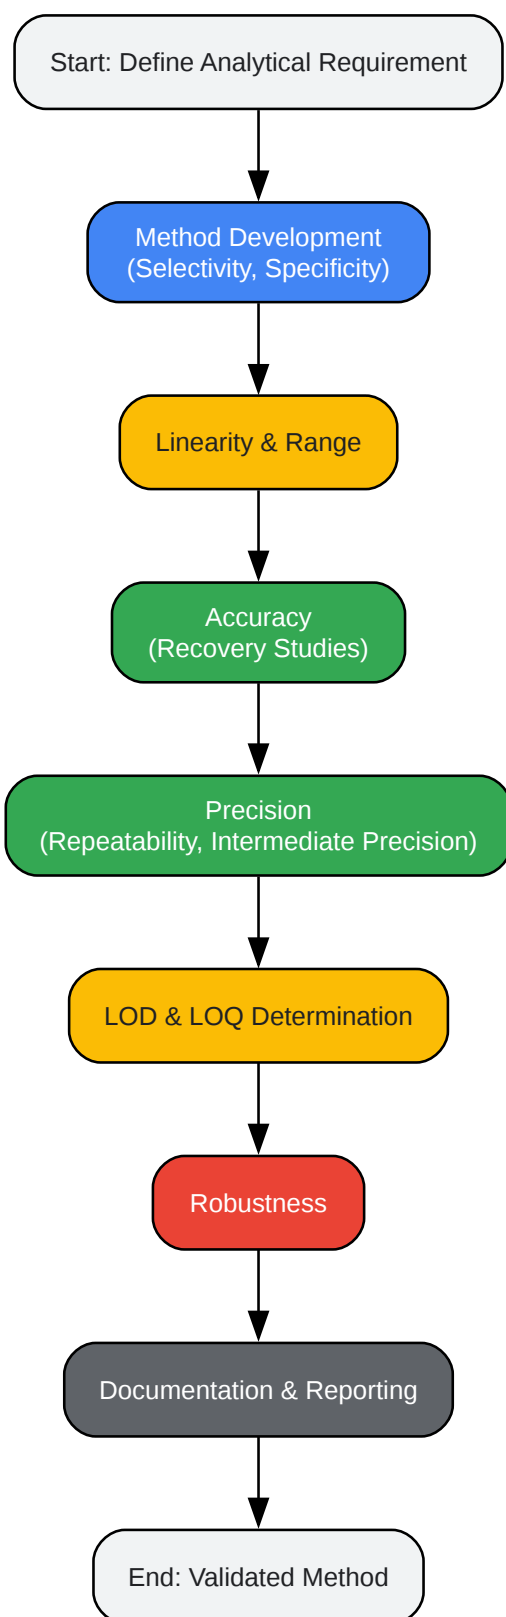 Start: Define Analytical Requirement
Method Development
(Selectivity, Specificity)
Linearity & Range
Accuracy
(Recovery Studies)
Precision
(Repeatability, Intermediate Precision)
LOD & LOQ Determination
Robustness
Documentation & Reporting
End: Validated Method